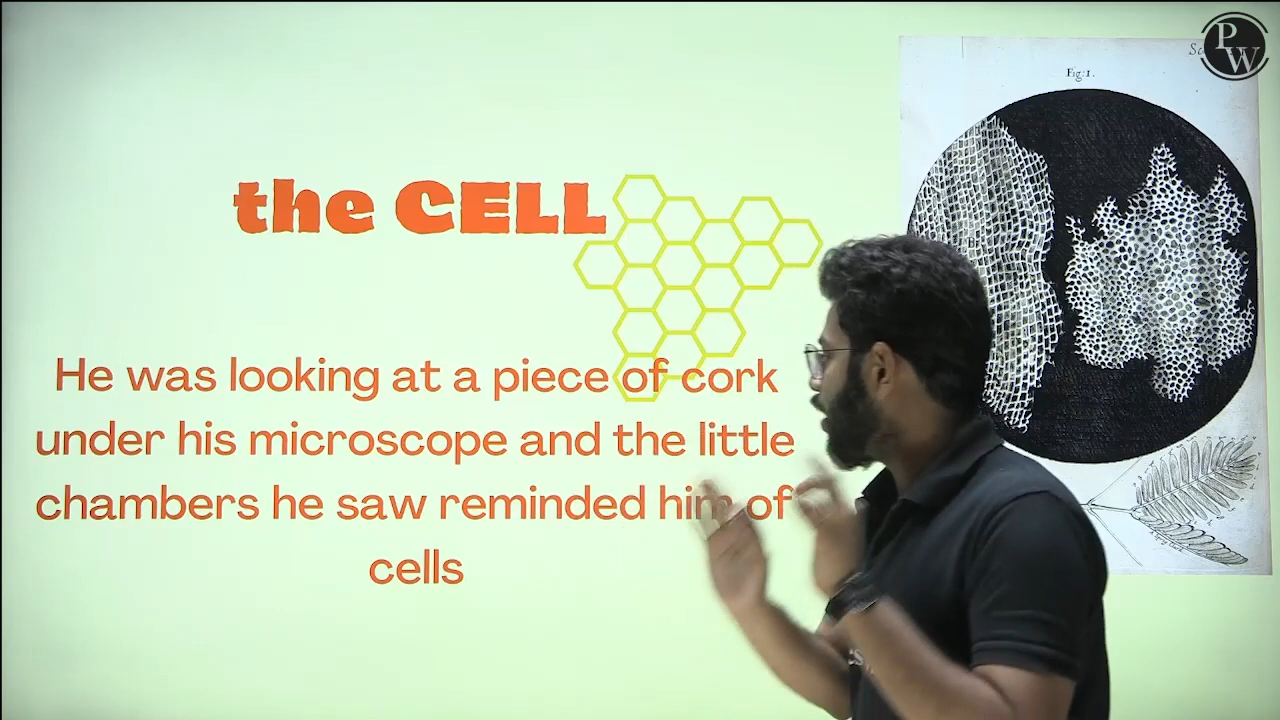 the CELL
He was looking at a piece of cork
under his microscope and the little
chambers he saw reminded him of
cells
Fig:1.
PW